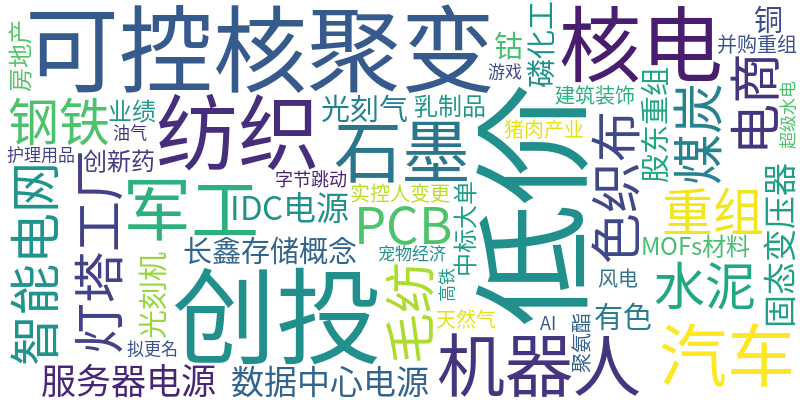 可控核聚变
核电
铜
磷化工
钴
房地产
并购重组
游戏
电商
钢铁
业绩
油气
纺织
光刻气
乳制品
石墨
低价
建筑装饰
猪肉产业
股东重组
煤炭
超级水电
护理用品
创新药
字节跳动
色织布
智能电网
灯塔工厂
军工
IDC电源
实控人变更
PCB
中标大单
重组
固态变压器
长鑫存储概念
宠物经济
MOFs材料
光刻机
创投
毛纺
高铁
风电
水泥
天然气
AI
有色
拟更名
聚氨酯
机器人
汽车
服务器电源
数据中心电源